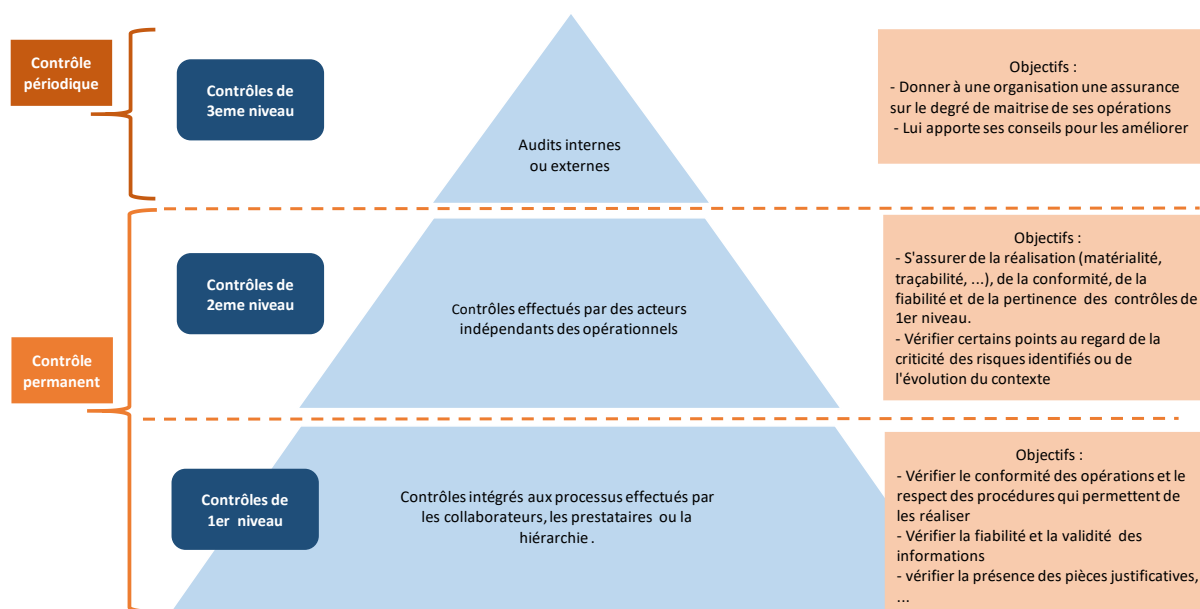 Contrôle
périodique
Contrôles de
3eme niveau
Audits internes
ou externes
Objectifs :
- Donner à une organisation une assurance
sur le degré de maitrise de ses opérations
- Lui apporte ses conseils pour les améliorer
Contrôle
permanent
Contrôles de
2eme niveau
Contrôles effectués par des acteurs
indépendants des opérationnels
Objectifs :
- S'assurer de la réalisation (matérialité,
traçabilité, ...), de la conformité, de la
fiabilité et de la pertinence des contrôles de
1er niveau.
- Vérifier certains points au regard de la
criticité des risques identifiés ou de
l'évolution du contexte
Contrôles de
1er niveau
Contrôles intégrés aux processus effectués par
les collaborateurs, les prestataires ou la
hiérarchie .
Objectifs :
- Vérifier le conformité des opérations et le
respect des procédures qui permettent de
les réaliser
- Vérifier la fiabilité et la validité des
informations
- vérifier la présence des pièces justificatives,
...